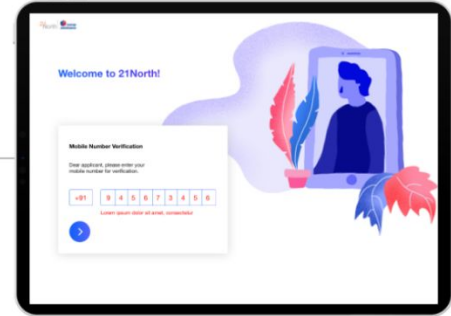 North
Welcome to 21North!
Mobile Number Verification
Dear applicant, please enter your
mobile number for verification.
+91 9 4 5 6 7 3 4 5 6
Lorem ipsum dolor sit amet, consectetur